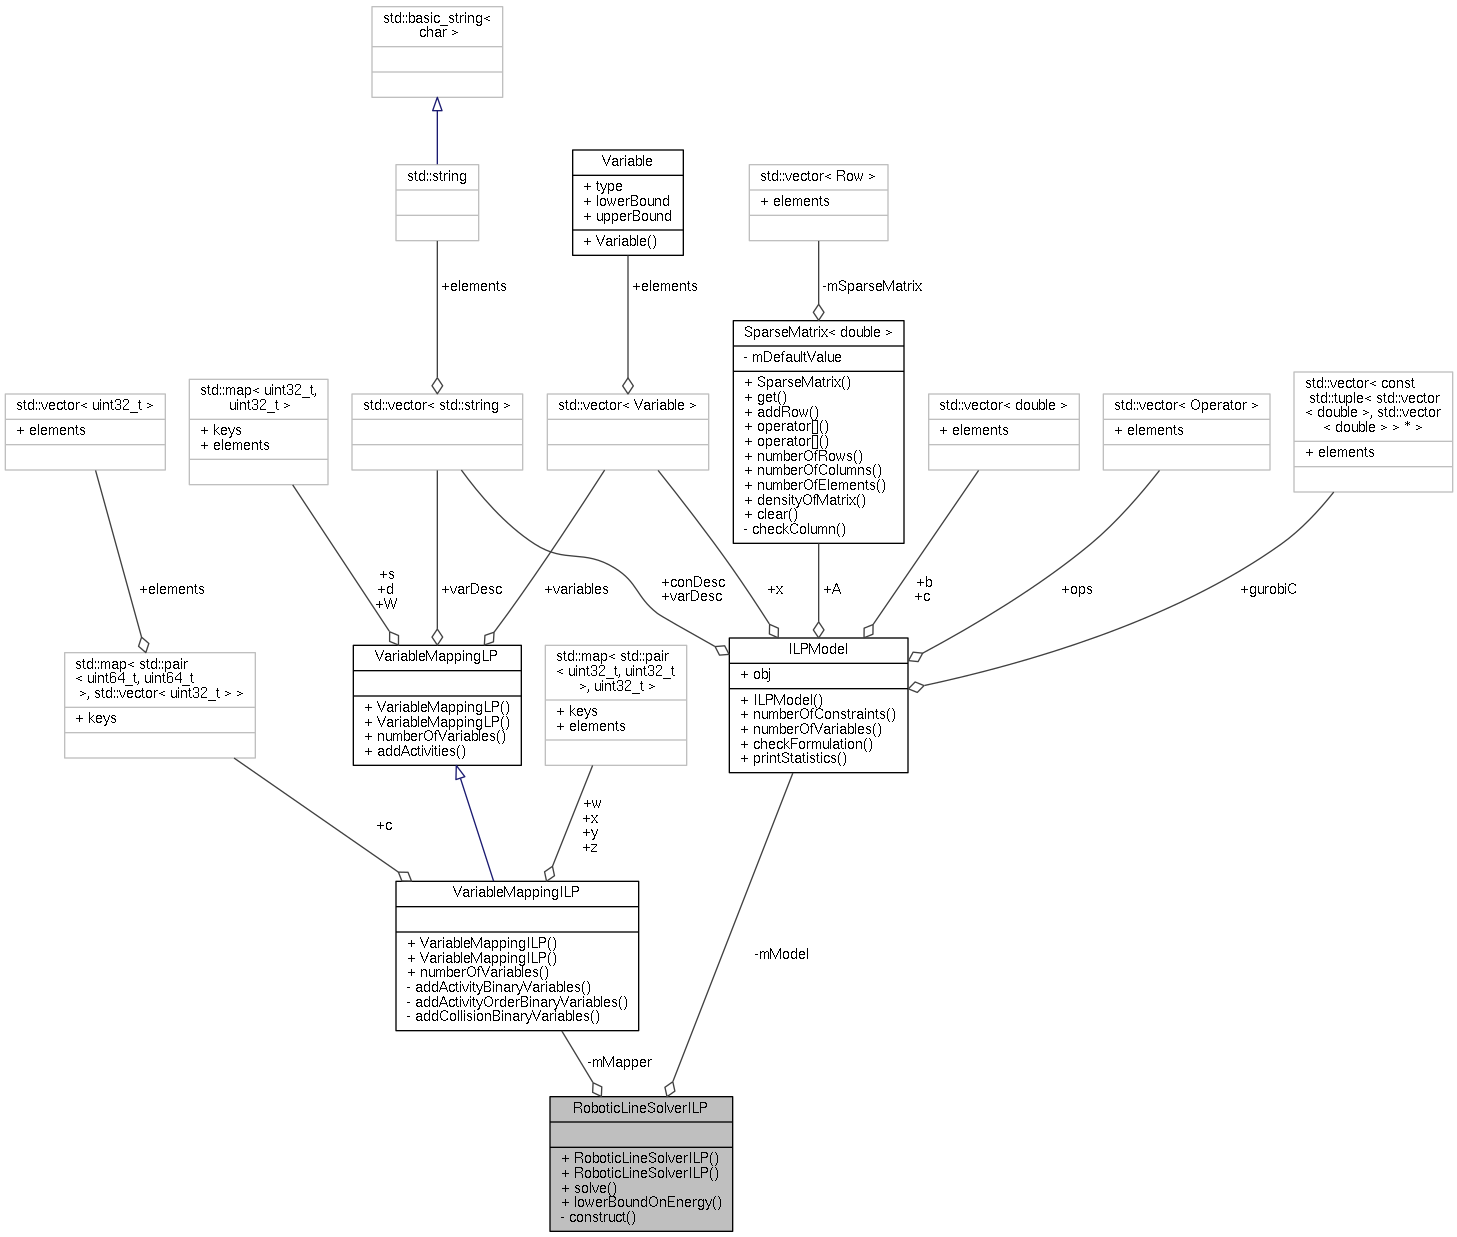 std::basic_string<
char >
std::string
Variable
+ type
+ lowerBound
+ upperBound
+ Variable()
std::vector< Row >
+ elements
+elements
+elements
-mSparseMatrix
SparseMatrix< double >
- mDefaultValue
+ SparseMatrix()
+ get()
+ addRow()
+ operator[]()
+ operator[]()
+ numberOfRows()
+ numberOfColumns()
+ numberOfElements()
+ densityOfMatrix()
+ clear()
- checkColumn()
std::vector< uint32_t >
+ elements
std::map< uint32_t,
uint32_t >
+ keys
+ elements
std::vector< std::string >
std::vector< Variable >
std::vector< double >
+ elements
std::vector< Operator >
+ elements
std::vector< const
std::tuple< std::vector
< double >, std::vector
< double > > * >
+ elements
+elements
+s
+d
+W
+varDesc
+variables
+conDesc
+varDesc
+x
+A
+b
+c
+ops
+gurobiC
std::map< std::pair
< uint64_t, uint64_t
>, std::vector< uint32_t > >
+ keys
VariableMappingLP
+ VariableMappingLP()
+ VariableMappingLP()
+ numberOfVariables()
+ addActivities()
std::map< std::pair
< uint32_t, uint32_t
>, uint32_t >
+ keys
+ elements
ILPModel
+ obj
+ ILPModel()
+ numberOfConstraints()
+ numberOfVariables()
+ checkFormulation()
+ printStatistics()
+c
+w
+x
+y
+z
VariableMappingILP
+ VariableMappingILP()
+ VariableMappingILP()
+ numberOfVariables()
- addActivityBinaryVariables()
- addActivityOrderBinaryVariables()
- addCollisionBinaryVariables()
-mModel
-mMapper
RoboticLineSolverILP
+ RoboticLineSolverILP()
+ RoboticLineSolverILP()
+ solve()
+ lowerBoundOnEnergy()
- construct()